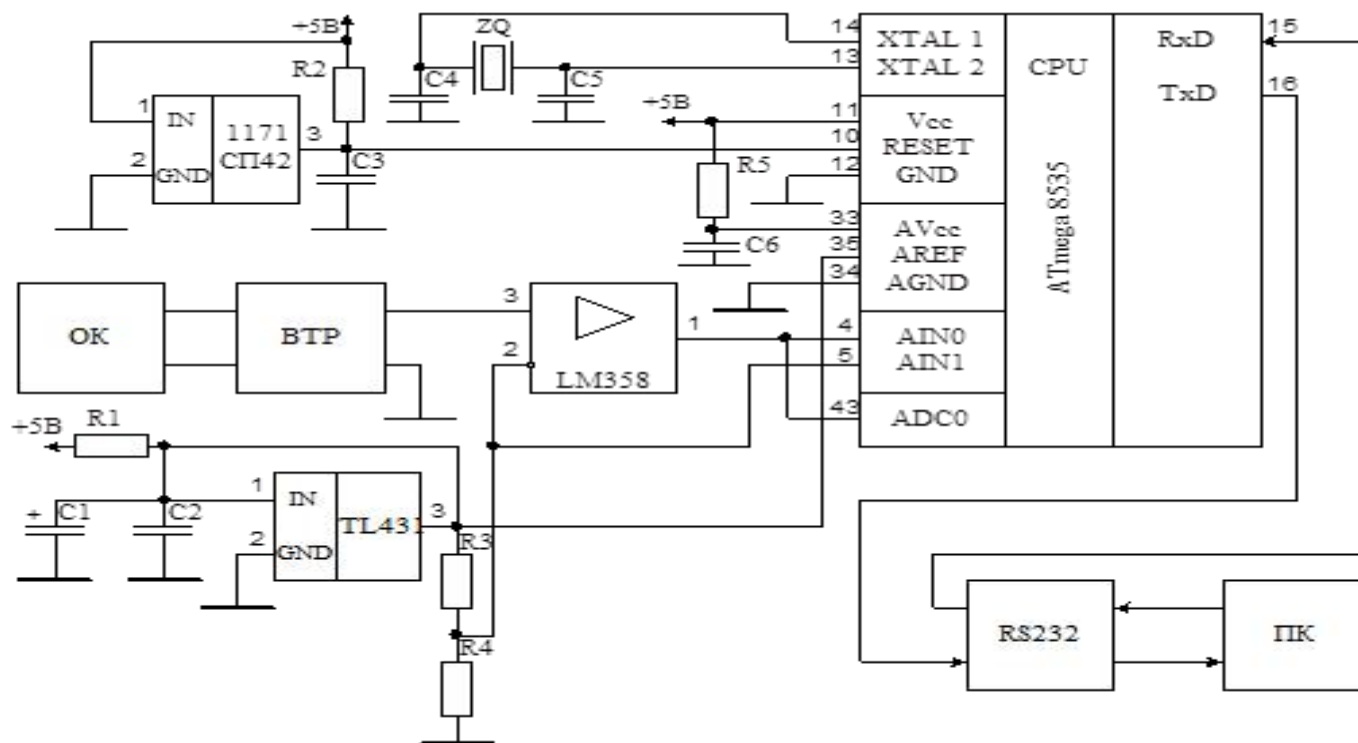 +5В
ZQ
14
XTAL 1
RxD
15
R2
C4
C5
13
XTAL 2
CPU
TxD
16
1
IN
1171
СП42
3
+5В
11
Vcc
10
RESET
2
GND
C3
R5
12
GND
33
AVcc
C6
35
AREF
34
AGND
ATmega 8535
ОК
ВТР
3
1
4
AIN0
2
5
AIN1
LM358
43
ADC0
+5В
R1
+
C1
C2
1
IN
TL431
3
2
GND
R3
R4
RS232
ПК